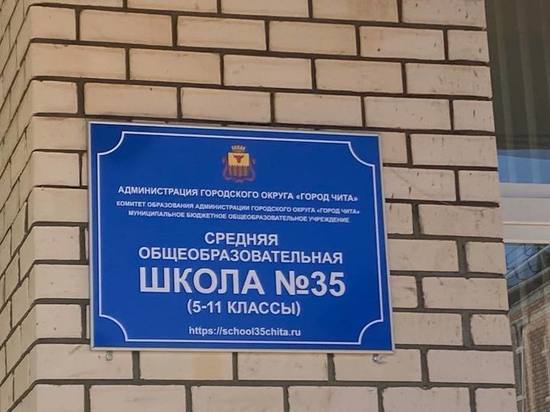 АДМИНИСТРАЦИЯ ГОРОДСКОГО ОКРУГА «ГОРОД ЧИТА»
КОМИТЕТ ОБРАЗОВАНИЯ АДМИНИСТРАЦИИ ГОРОДСКОГО ОКРУГА «ГОРОД ЧИТА»
МУНИЦИПАЛЬНОЕ БЮДЖЕТНОЕ ОБЩЕОБРАЗОВАТЕЛЬНОЕ УЧРЕЖДЕНИЕ
СРЕДНЯЯ
ОБЩЕОБРАЗОВАТЕЛЬНАЯ
ШКОЛА №35
(5-11 КЛАССЫ)
https://school35chita.ru